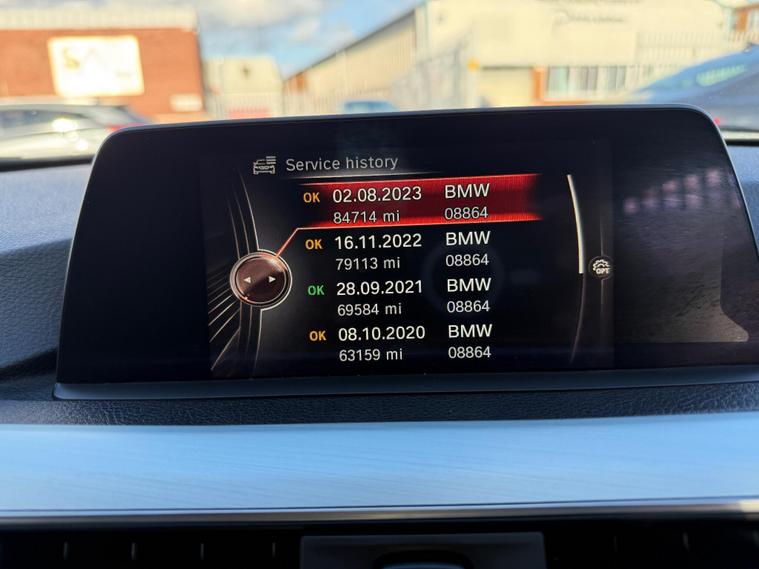 Service history
OK 02.08.2023 BMW
84714 mi 08864
OK 16.11.2022 BMW
79113 mi 08864
OK 28.09.2021 BMW
69584 mi 08864
OK 08.10.2020 BMW
63159 mi 08864
OPT